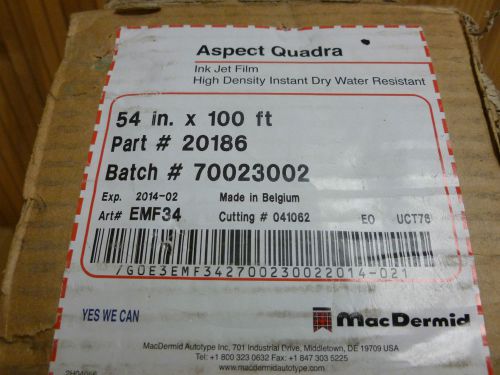 Aspect Quadra
Ink Jet Film
High Density Instant Dry Water Resistant
54 in. x 100 ft
Part # 20186
Batch # 70023002
Exp. 2014-02 Made in Belgium
Art# EMF34 Cutting # 041062 EO UCT78
/GOE3EMF342700230022014-021
YES WE CAN
MacDermid
MacDermid Autotype Inc, 701 Industrial Drive, Middletown, DE 19709 USA
Tel: +1 800 323 0632 Fax: +1 847 303 5225
www.macdermidautotype.com